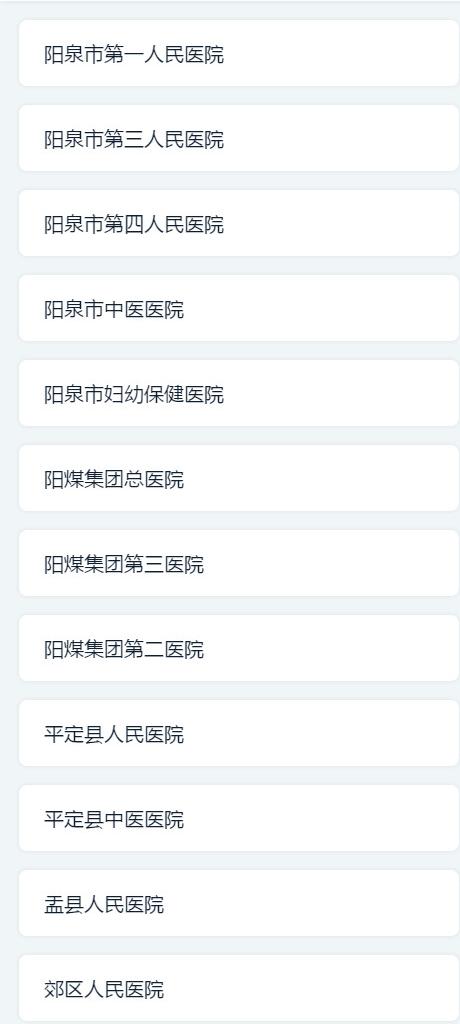 阳泉市第一人民医院
阳泉市第三人民医院
阳泉市第四人民医院
阳泉市中医医院
阳泉市妇幼保健医院
阳煤集团总医院
阳煤集团第三医院
阳煤集团第二医院
平定县人民医院
平定县中医医院
盂县人民医院
郊区人民医院